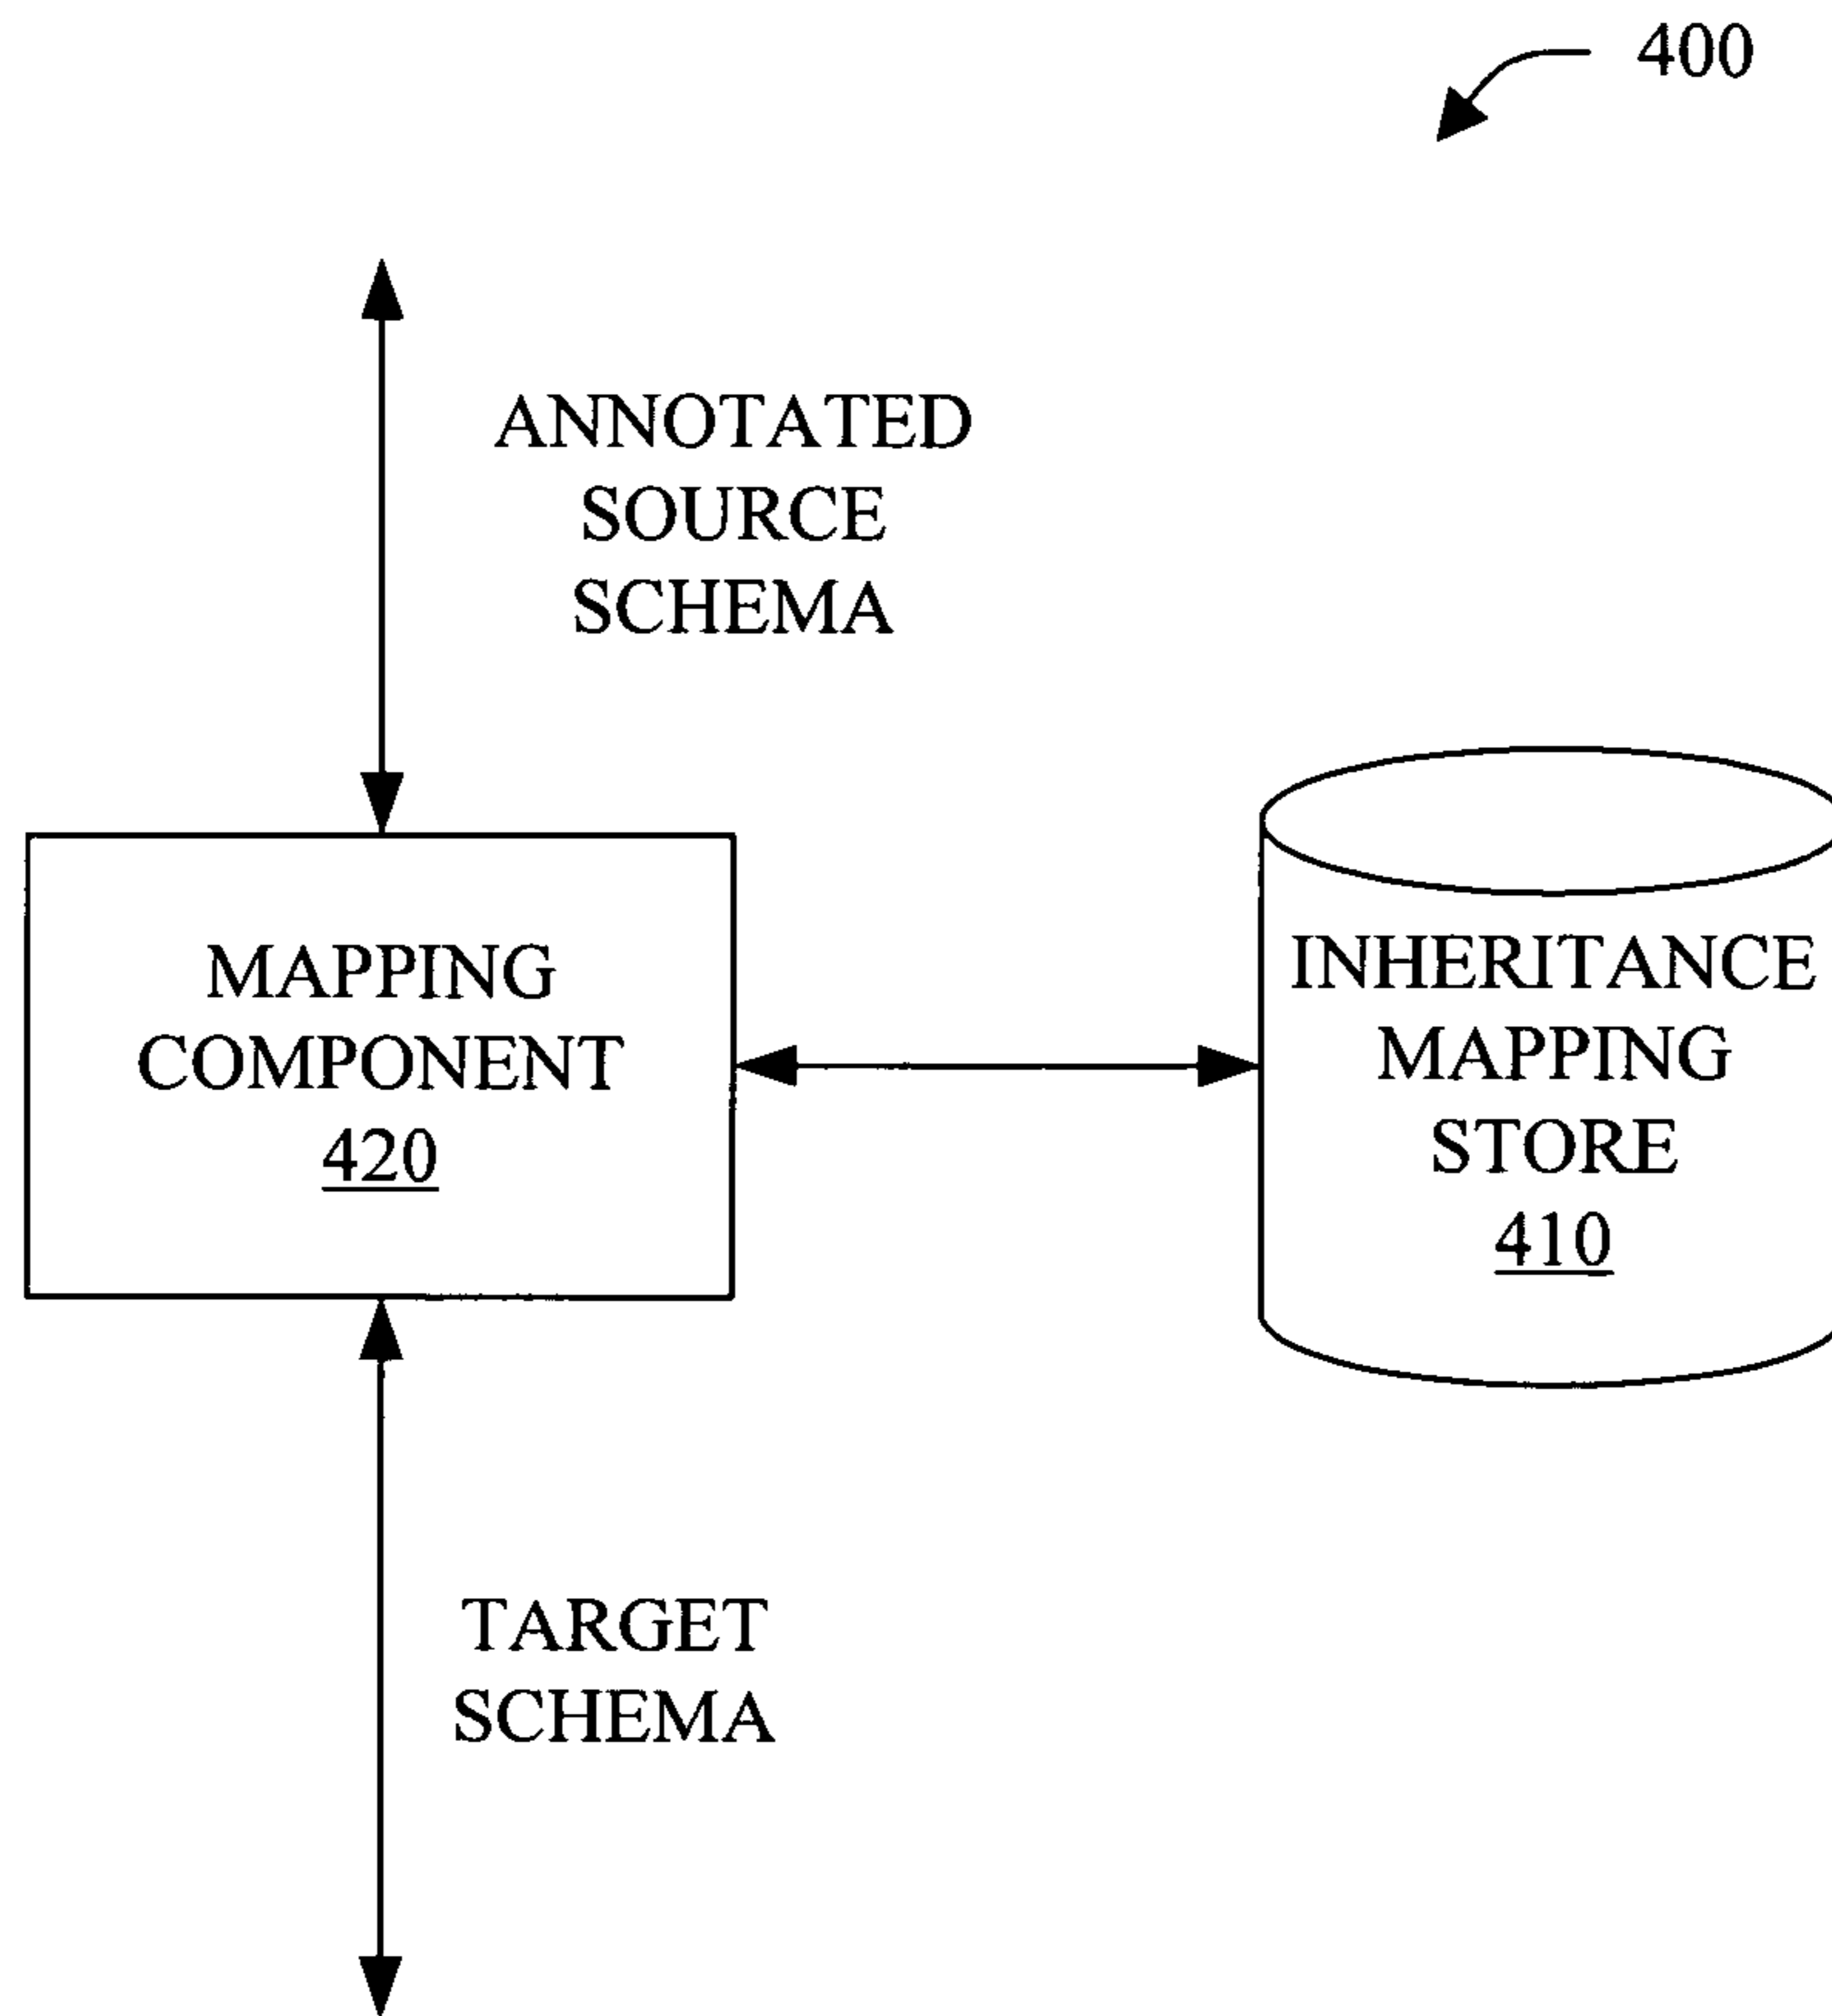 400
ANNOTATED
SOURCE
SCHEMA
MAPPING
COMPONENT
420
INHERITANCE
MAPPING
STORE
410
TARGET
SCHEMA